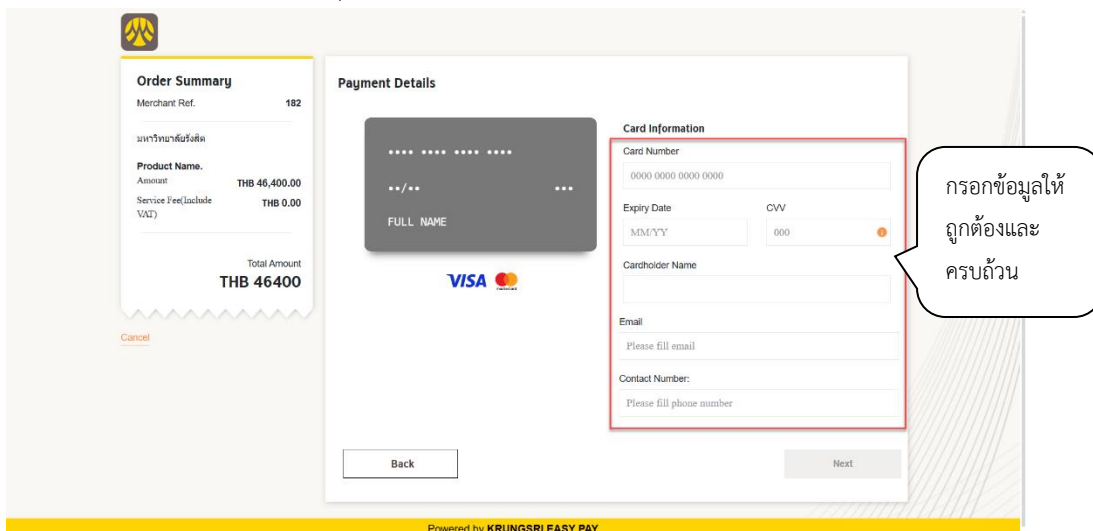 Order Summary
Merchant Ref. 182
มหาวิทยาลัยรังสิต
Product Name.
Amount THB 46,400.00
Service Fee(Include VAT) THB 0.00
Total Amount
THB 46400
Cancel
Payment Details
•••• •••• •••• ••••
••/•• •••
FULL NAME
VISA
Card Information
Card Number
0000 0000 0000 0000
Expiry Date CVV
MM/YY 000
Cardholder Name
Email
Please fill email
Contact Number:
Please fill phone number
Back Next
กรอกข้อมูลให้
ถูกต้องและ
ครบถ้วน
Powered by KRUNGSRI EASY PAY